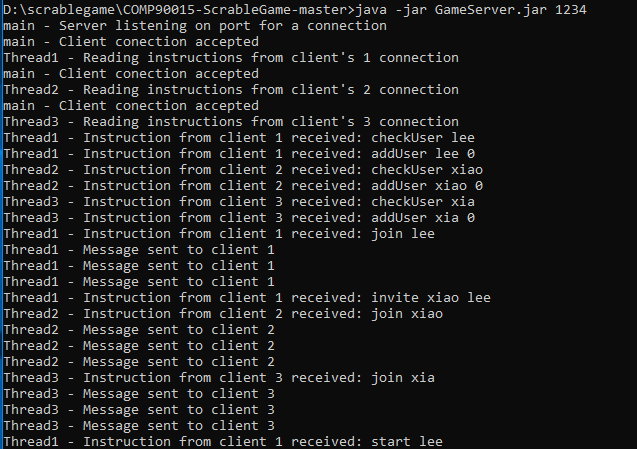 D:\scrablegame\COMP90015-ScrableGame-master>java -jar GameServer.jar 1234
main - Server listening on port for a connection
main - Client conection accepted
Thread1 - Reading instructions from client's 1 connection
main - Client conection accepted
Thread2 - Reading instructions from client's 2 connection
main - Client conection accepted
Thread3 - Reading instructions from client's 3 connection
Thread1 - Instruction from client 1 received: checkUser lee
Thread1 - Instruction from client 1 received: addUser lee 0
Thread2 - Instruction from client 2 received: checkUser xiao
Thread2 - Instruction from client 2 received: addUser xiao 0
Thread3 - Instruction from client 3 received: checkUser xia
Thread3 - Instruction from client 3 received: addUser xia 0
Thread1 - Instruction from client 1 received: join lee
Thread1 - Message sent to client 1
Thread1 - Message sent to client 1
Thread1 - Message sent to client 1
Thread1 - Instruction from client 1 received: invite xiao lee
Thread2 - Instruction from client 2 received: join xiao
Thread2 - Message sent to client 2
Thread2 - Message sent to client 2
Thread2 - Message sent to client 2
Thread3 - Instruction from client 3 received: join xia
Thread3 - Message sent to client 3
Thread3 - Message sent to client 3
Thread3 - Message sent to client 3
Thread1 - Instruction from client 1 received: start lee